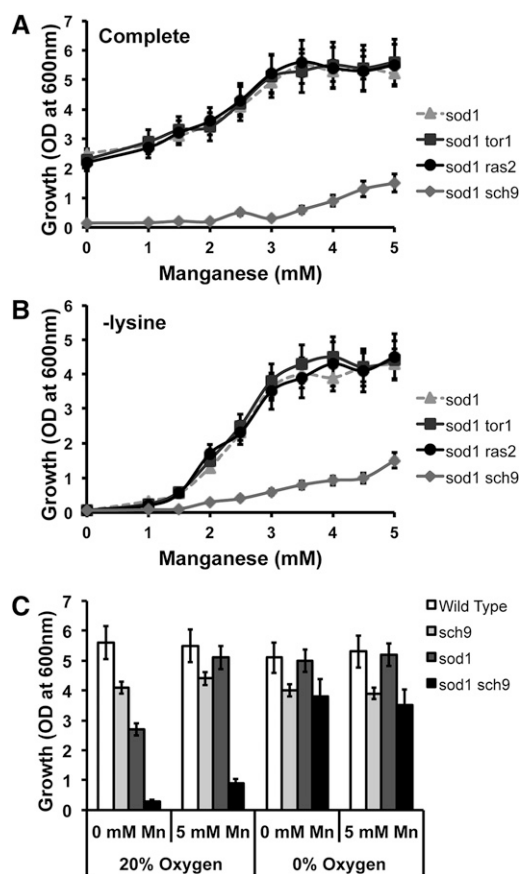 A
Complete
Growth (OD at 600nm)
7
6
5
4
3
2
1
0
0 1 2 3 4 5
Manganese (mM)
sod1
sod1 tor1
sod1 ras2
sod1 sch9
B
-lysine
Growth (OD at 600nm)
6
5
4
3
2
1
0
0 1 2 3 4 5
Manganese (mM)
sod1
sod1 tor1
sod1 ras2
sod1 sch9
C
Growth (OD at 600nm)
7
6
5
4
3
2
1
0
Wild Type
sch9
sod1
sod1 sch9
0 mM Mn 5 mM Mn 0 mM Mn 5 mM Mn
20% Oxygen 0% Oxygen